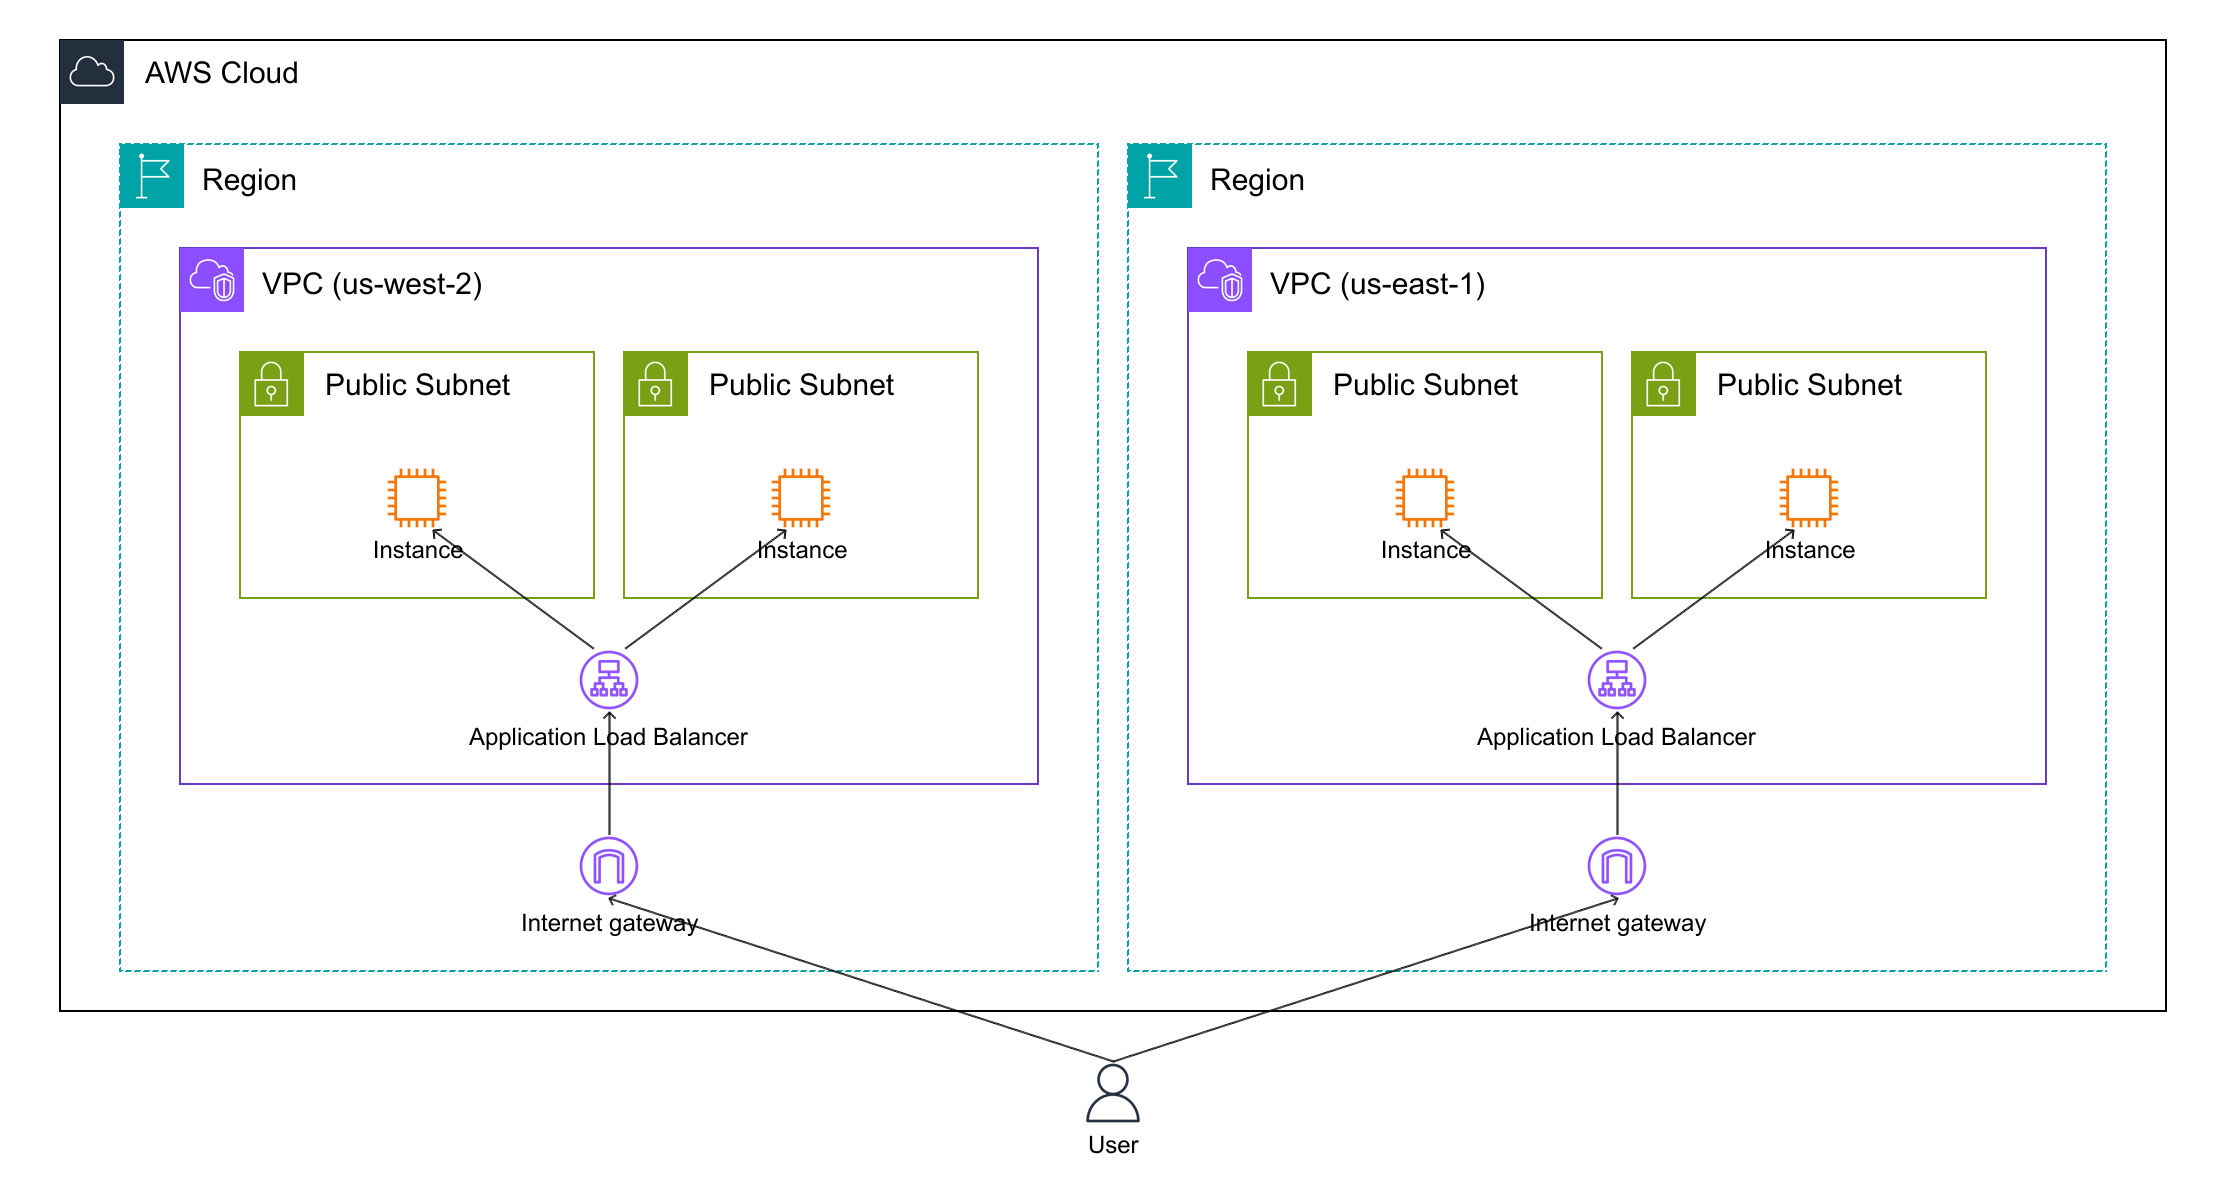 AWS Cloud
Region
VPC (us-west-2)
Public Subnet
Instance
Public Subnet
Instance
Application Load Balancer
Internet gateway
Region
VPC (us-east-1)
Public Subnet
Instance
Public Subnet
Instance
Application Load Balancer
Internet gateway
User